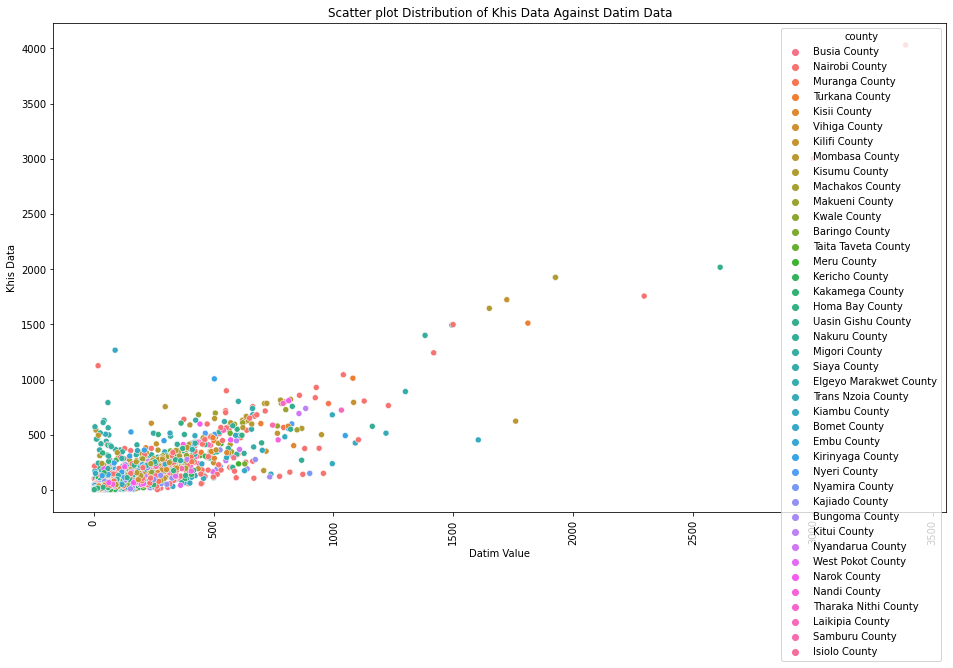 Scatter plot Distribution of Khis Data Against Datim Data
county
Busia County
Nairobi County
Muranga County
Turkana County
Kisii County
Vihiga County
Kilifi County
Mombasa County
Kisumu County
Machakos County
Makueni County
Kwale County
Baringo County
Taita Taveta County
Meru County
Kericho County
Kakamega County
Homa Bay County
Uasin Gishu County
Nakuru County
Migori County
Siaya County
Elgeyo Marakwet County
Trans Nzoia County
Kiambu County
Bomet County
Embu County
Kirinyaga County
Nyeri County
Nyamira County
Kajiado County
Bungoma County
Kitui County
Nyandarua County
West Pokot County
Narok County
Nandi County
Tharaka Nithi County
Laikipia County
Samburu County
Isiolo County
Khis Data
4000
3500
3000
2500
2000
1500
1000
500
0
0
500
1000
1500
2000
2500
3000
3500
Datim Value